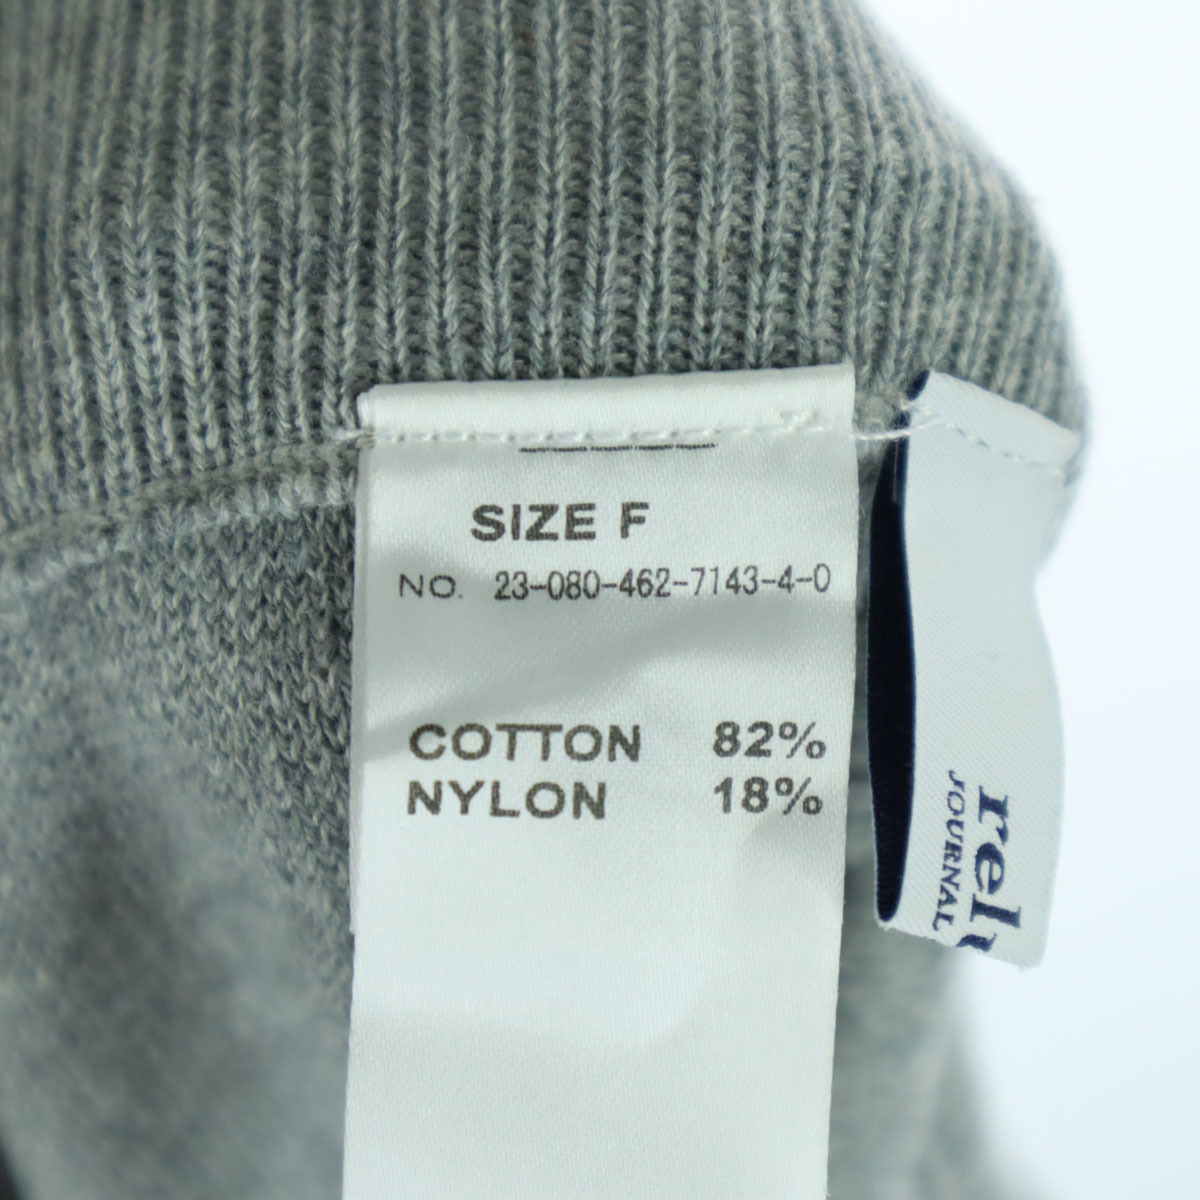 SIZE F
NO. 23-080-462-7143-4-0
COTTON 82%
NYLON 18%
JOURNAL